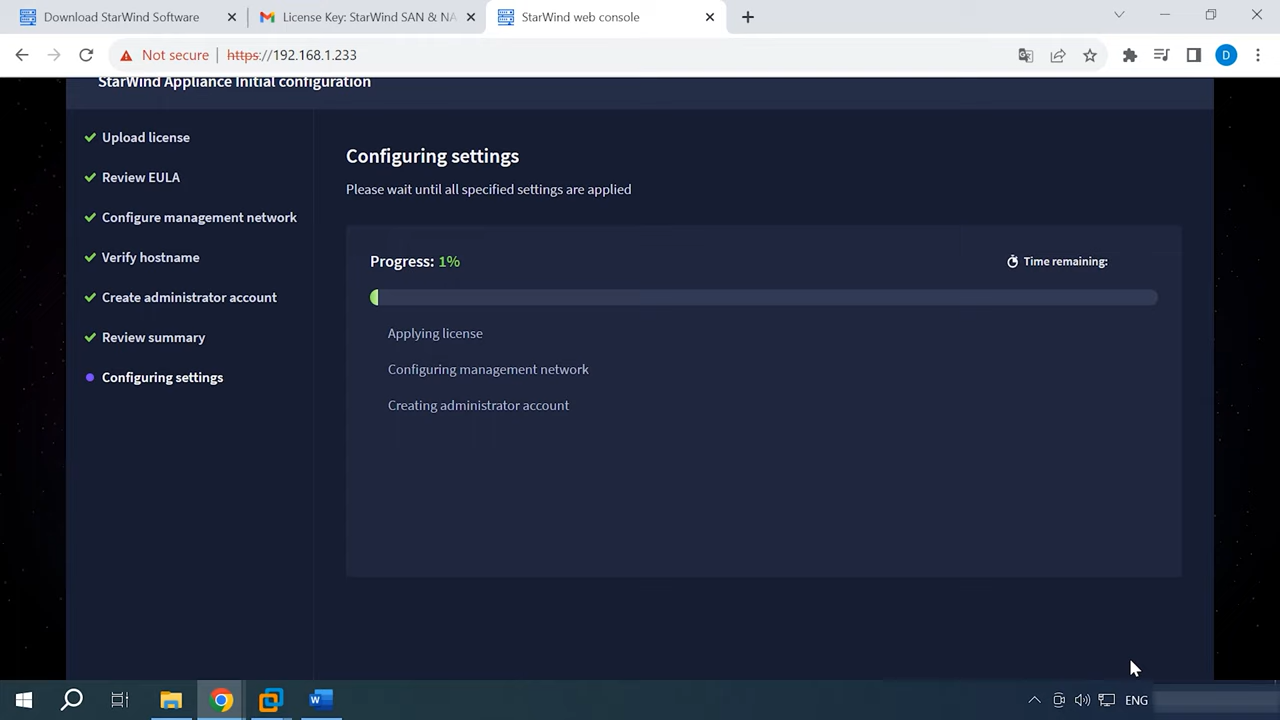 Download StarWind Software
License Key: StarWind SAN & NA
StarWind web console
Not secure
https://192.168.1.233
D
StarWind Appliance Initial configuration
Upload license
Review EULA
Configure management network
Verify hostname
Create administrator account
Review summary
Configuring settings
Configuring settings
Please wait until all specified settings are applied
Progress: 1%
Time remaining:
Applying license
Configuring management network
Creating administrator account
ENG